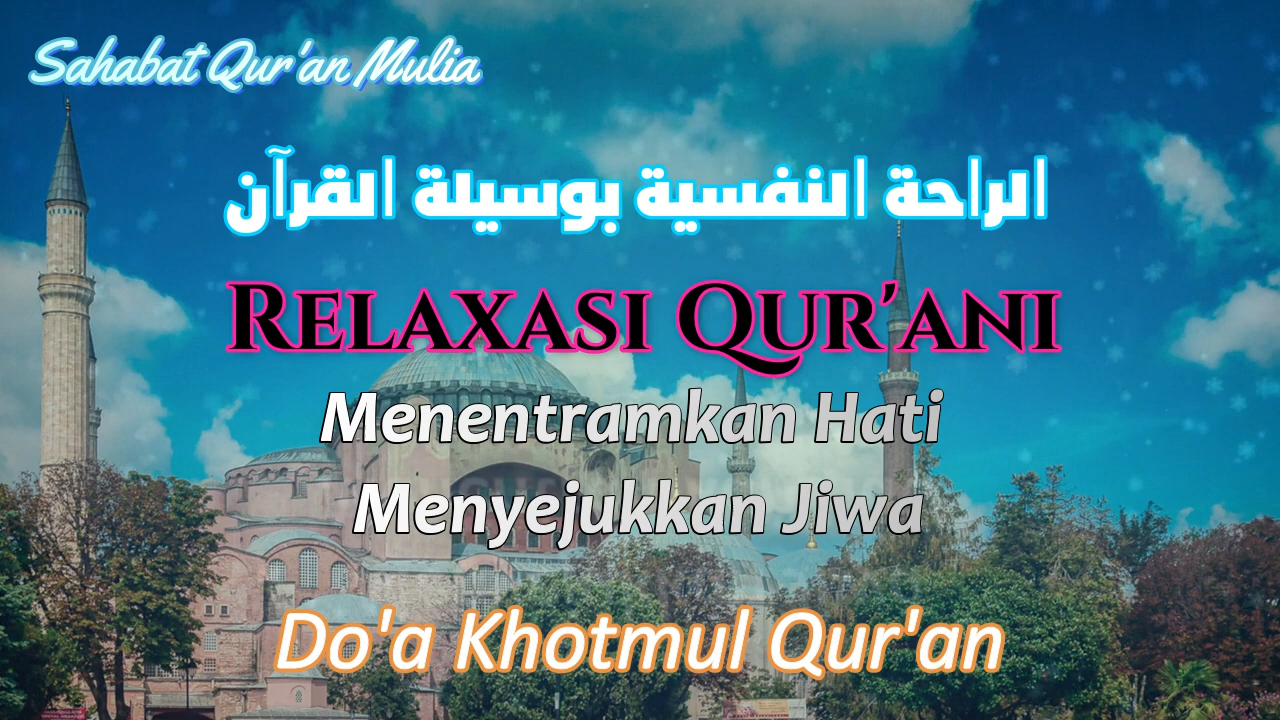 Sahabat Qur'an Mulia
الراحة النفسية بوسيلة القرآن
Relaxasi Qur'ani
Menentramkan Hati
Menyejukkan Jiwa
Do'a Khotmul Qur'an